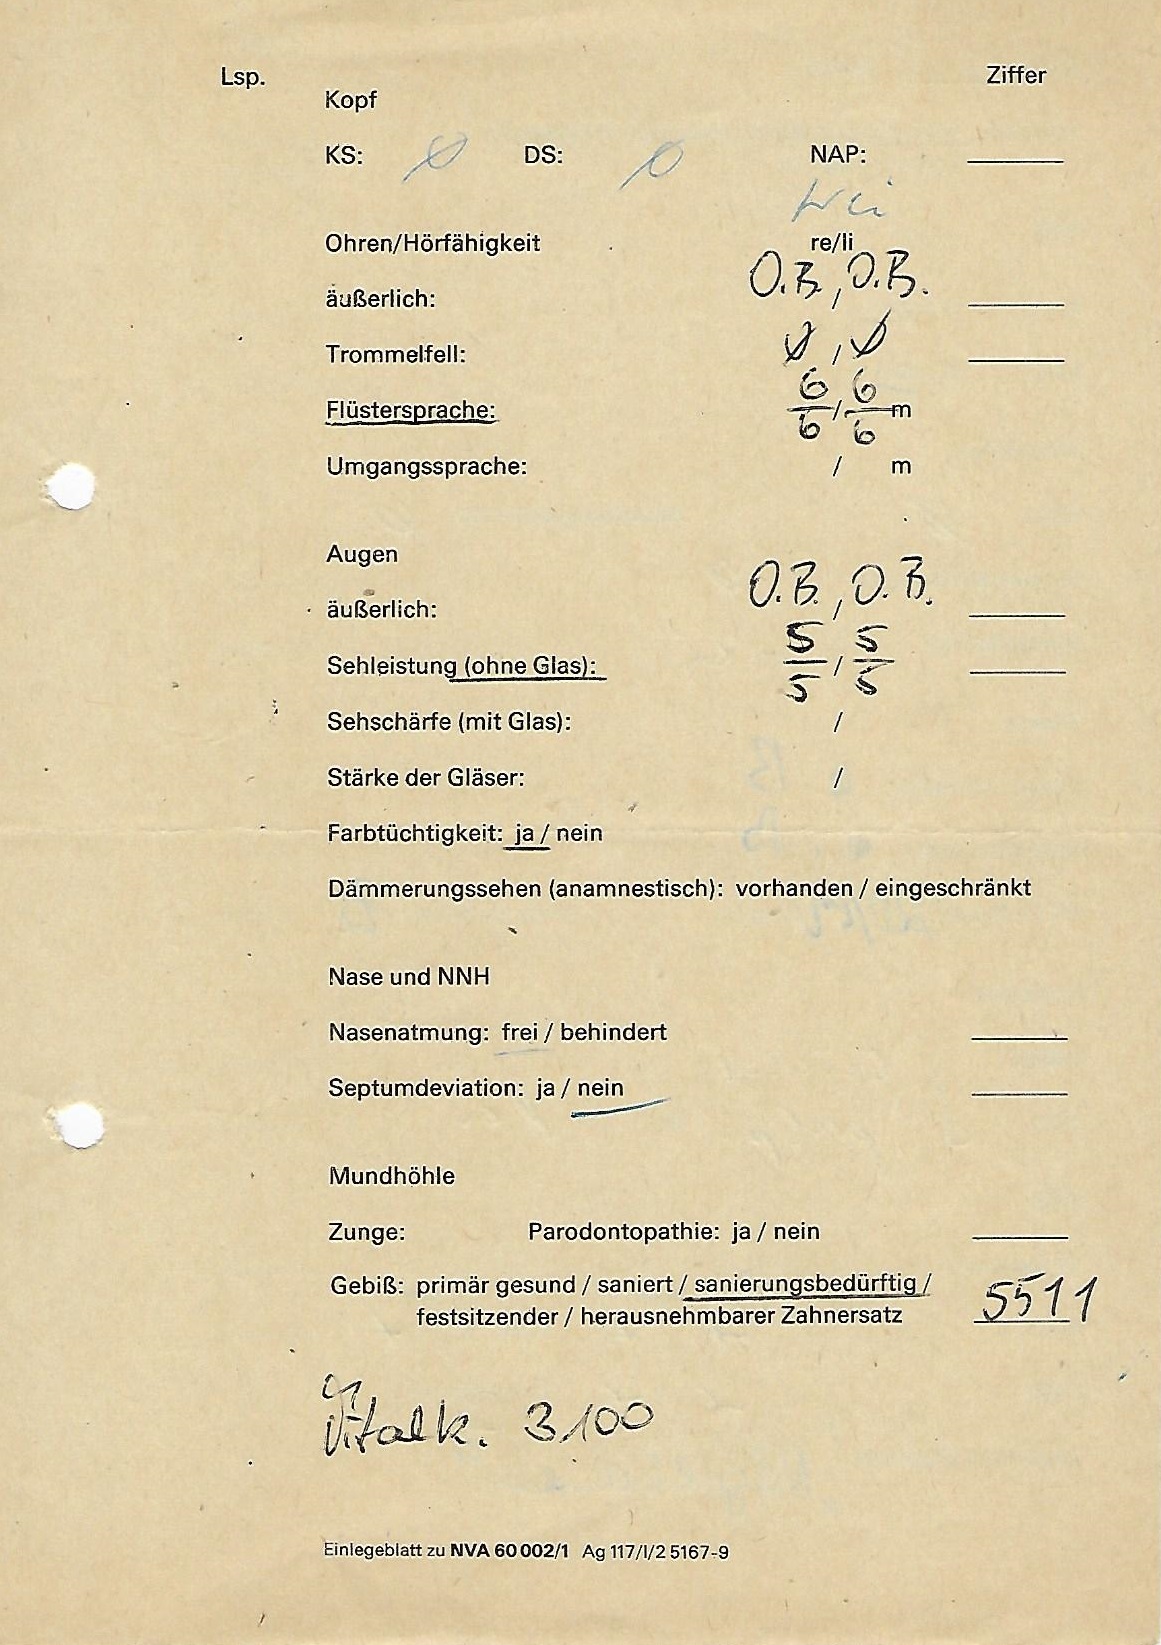 Lsp. Ziffer
Kopf
KS: ∅ DS: ∅ NAP:
frei
Ohren/Hörfähigkeit re/li
äußerlich: O.B. / O.B.
Trommelfell: ∅ / ∅
Flüstersprache: 6/6 / 6/6 m
Umgangssprache: / m
Augen
äußerlich: O.B. / O.B.
Sehleistung (ohne Glas): 5/5 / 5/5
Sehschärfe (mit Glas): /
Stärke der Gläser: /
Farbtüchtigkeit: ja / nein
Dämmerungssehen (anamnestisch): vorhanden / eingeschränkt
Nase und NNH
Nasenatmung: frei / behindert
Septumdeviation: ja / nein
Mundhöhle
Zunge: Parodontopathie: ja / nein
Gebiß: primär gesund / saniert / sanierungsbedürftig /
festsitzender / herausnehmbarer Zahnersatz 5511
Vitalk. 3100
Einlegeblatt zu NVA 60 002/1 Ag 117/I/2 5167-9